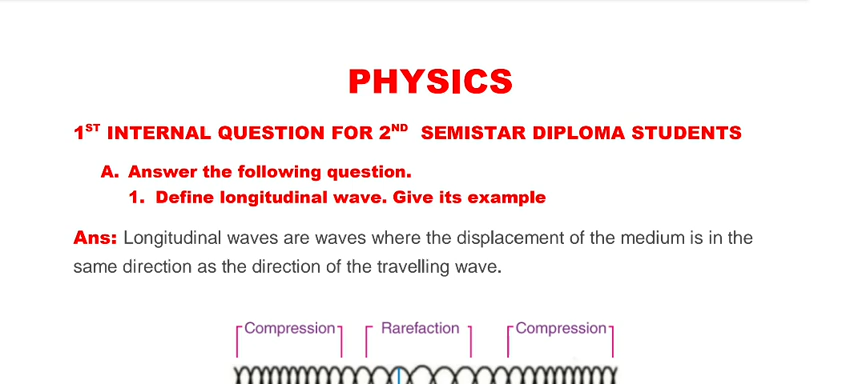 PHYSICS
1ST INTERNAL QUESTION FOR 2ND SEMISTAR DIPLOMA STUDENTS
A. Answer the following question.
1. Define longitudinal wave. Give its example
Ans: Longitudinal waves are waves where the displacement of the medium is in the
same direction as the direction of the travelling wave.
Compression Rarefaction Compression